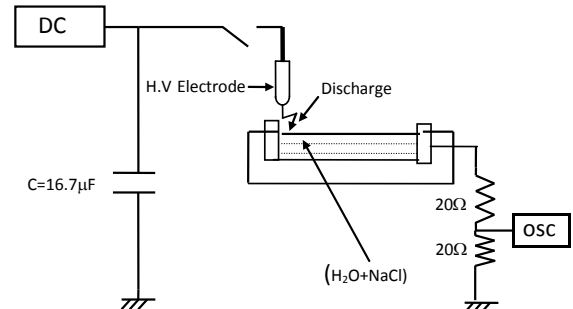 DC
H.V Electrode
Discharge
C=16.7μF
20Ω
OSC
20Ω
(H₂O+NaCl)